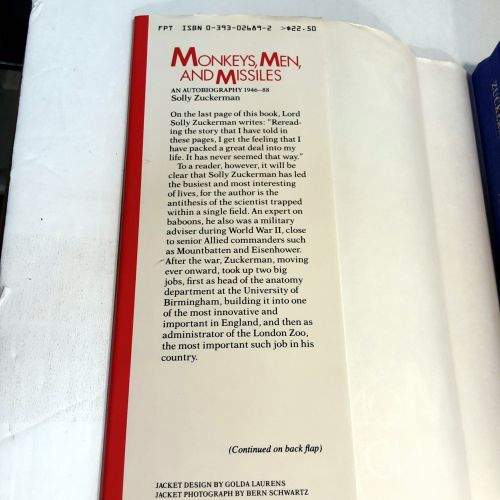 FPT ISBN 0-393-02689-2 >$22.50
MONKEYS, MEN,
AND MISSILES
AN AUTOBIOGRAPHY 1946–88
Solly Zuckerman
On the last page of this book, Lord
Solly Zuckerman writes: "Reread-
ing the story that I have told in
these pages, I get the feeling that I
have packed a great deal into my
life. It has never seemed that way."
To a reader, however, it will be
clear that Solly Zuckerman has led
the busiest and most interesting
of lives, for the author is the
antithesis of the scientist trapped
within a single field. An expert on
baboons, he also was a military
adviser during World War II, close
to senior Allied commanders such
as Mountbatten and Eisenhower.
After the war, Zuckerman, moving
ever onward, took up two big
jobs, first as head of the anatomy
department at the University of
Birmingham, building it into one
of the most innovative and
important in England, and then as
administrator of the London Zoo,
the most important such job in his
country.
(Continued on back flap)
JACKET DESIGN BY GOLDA LAURENS
JACKET PHOTOGRAPH BY BERN SCHWARTZ